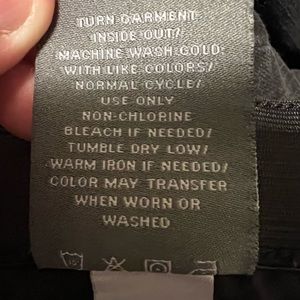 TURN GARMENT
INSIDE OUT/
MACHINE WASH COLD
WITH LIKE COLORS/
NORMAL CYCLE/
USE ONLY
NON-CHLORINE
BLEACH IF NEEDED/
TUMBLE DRY LOW/
WARM IRON IF NEEDED/
COLOR MAY TRANSFER
WHEN WORN OR
WASHED